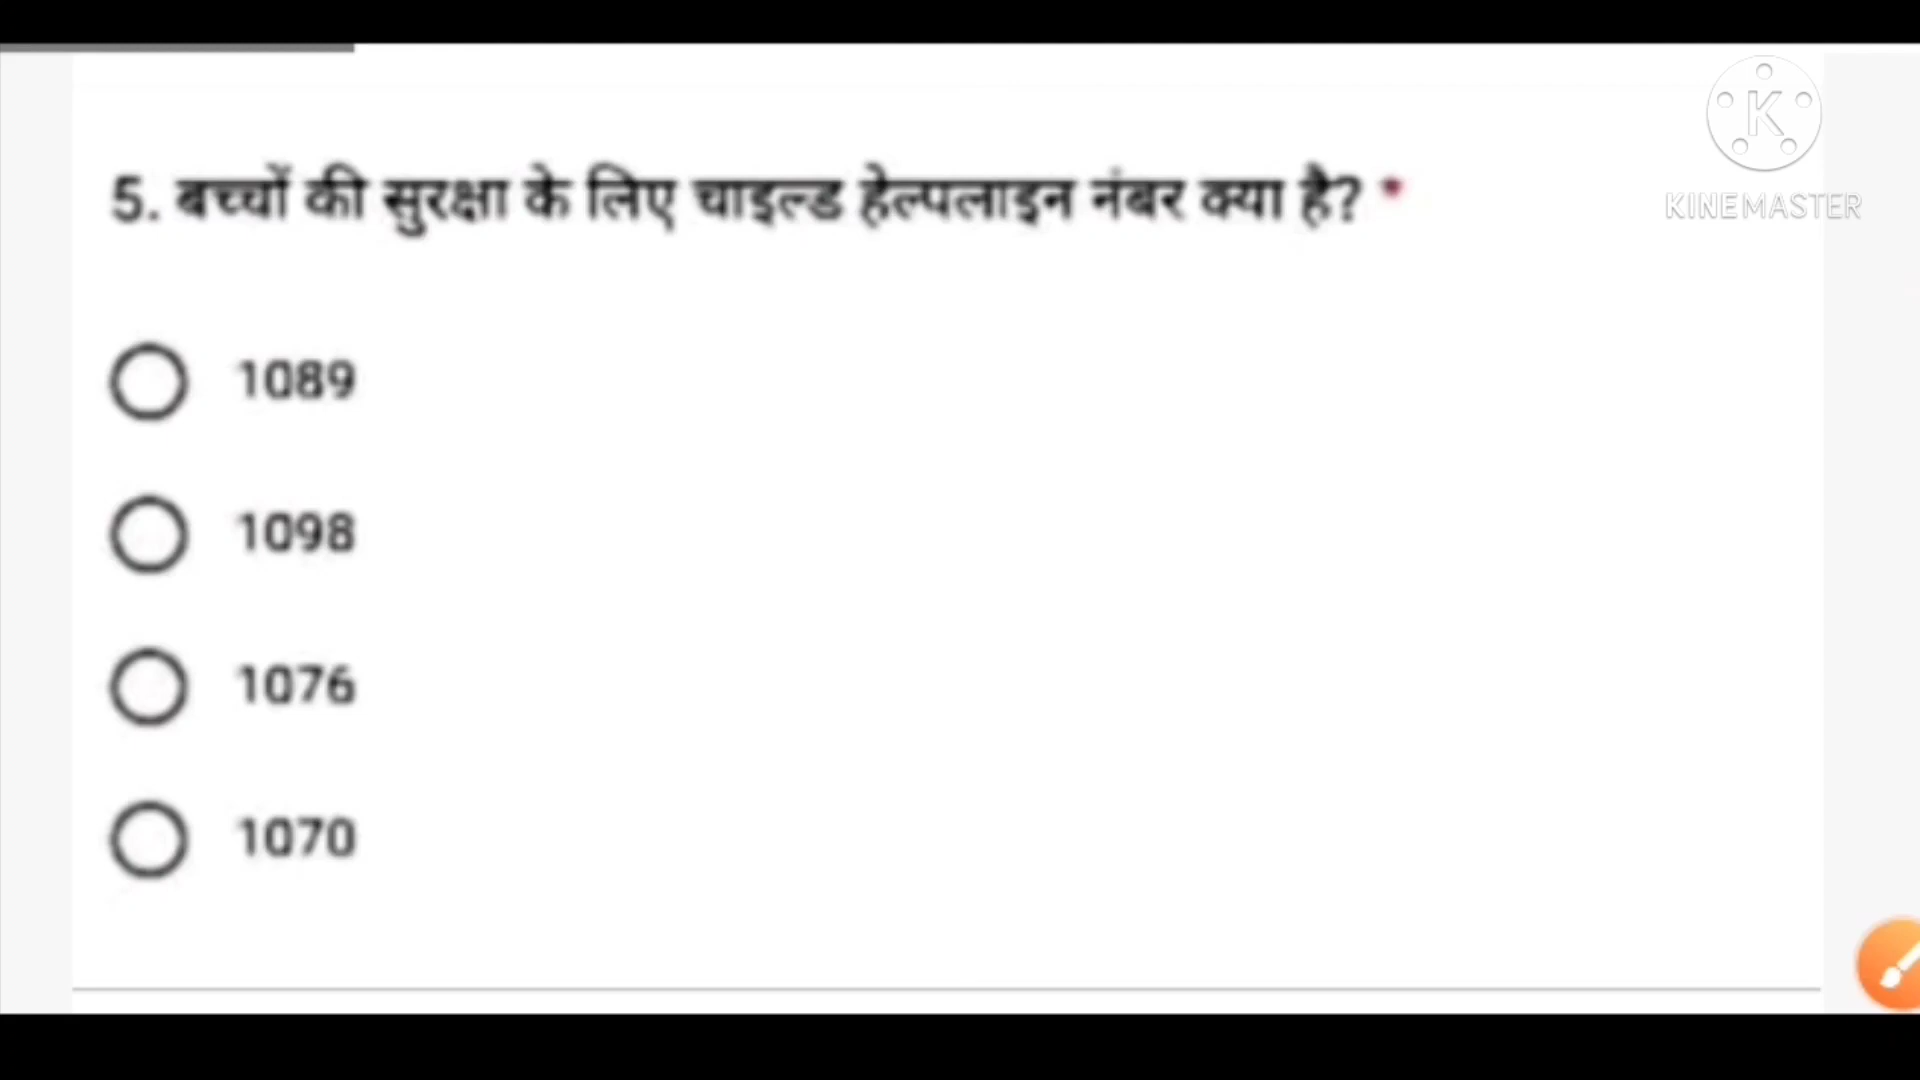 K
KINEMASTER
5. बच्चों की सुरक्षा के लिए चाइल्ड हेल्पलाइन नंबर क्या है? *
1089
1098
1076
1070